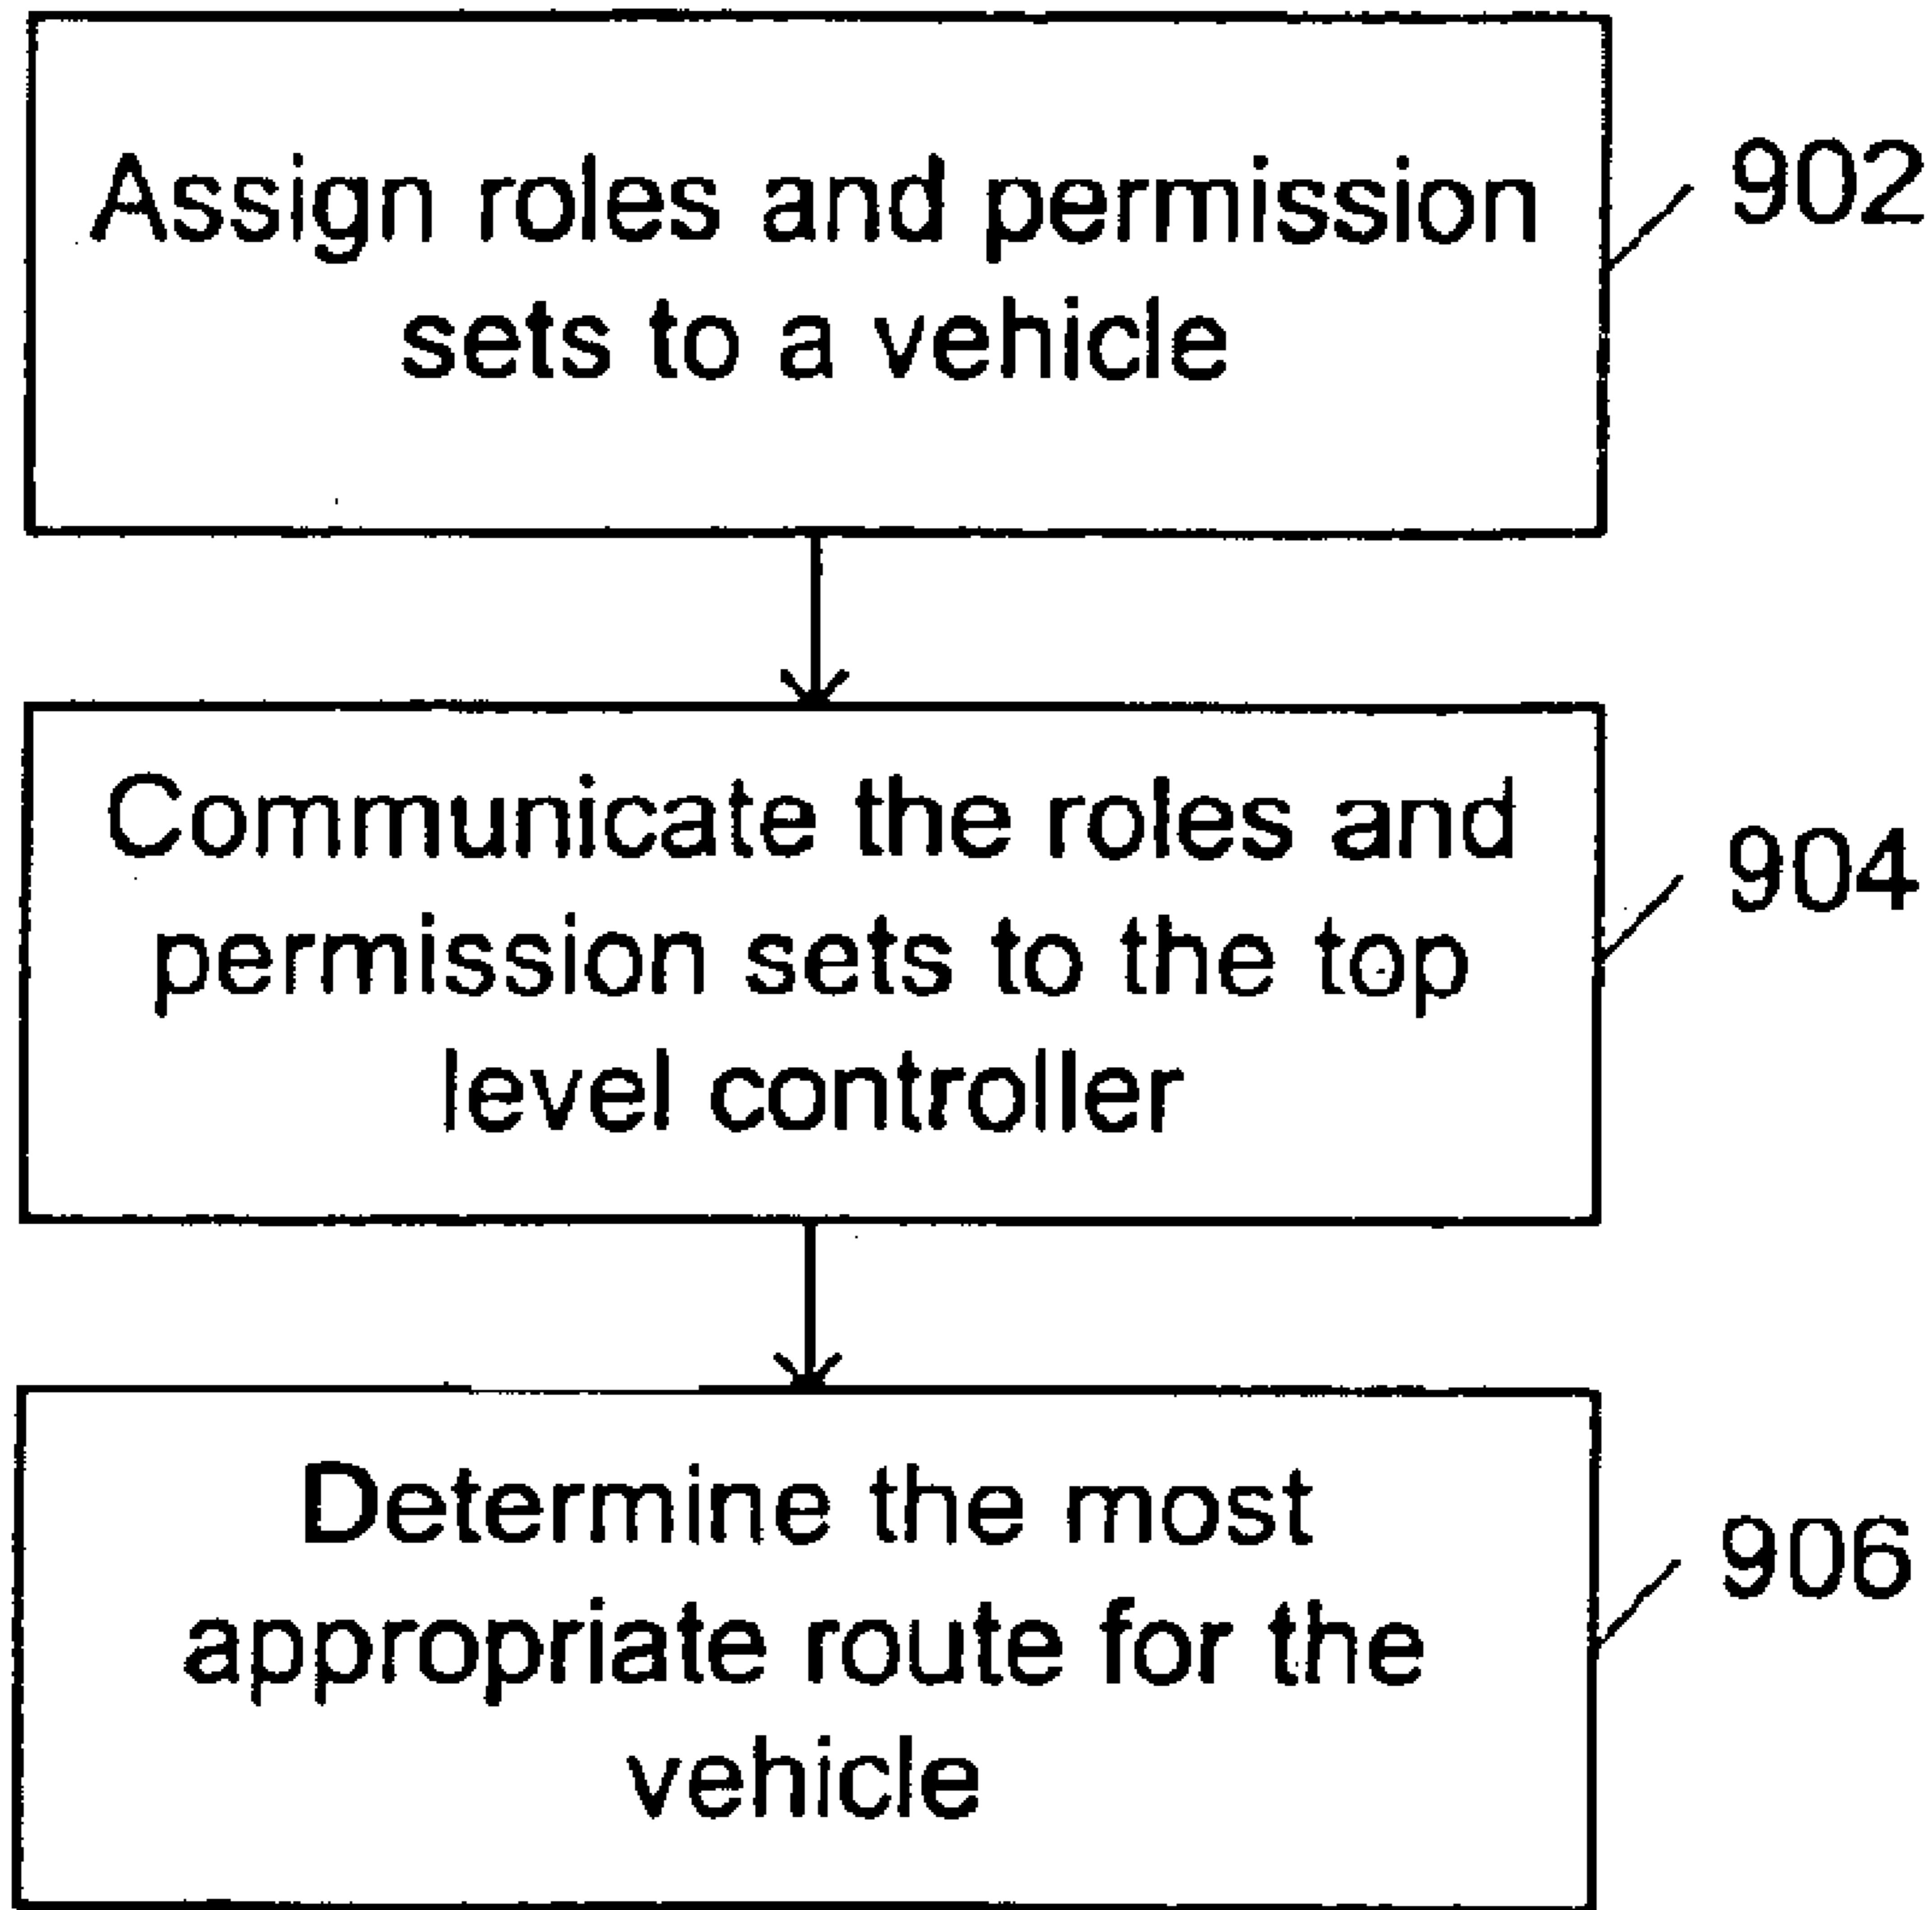 Assign roles and permission
sets to a vehicle
902
Communicate the roles and
permission sets to the top
level controller
904
Determine the most
appropriate route for the
vehicle
906